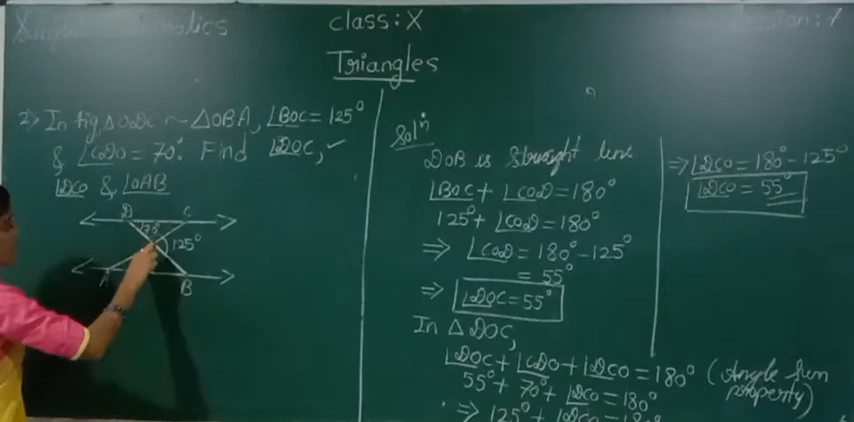 class: X
Triangles
2) In fig, △ODC ~ △OBA, ∠BOC = 125°
& ∠CDO = 70°. Find ∠DOC, ✓
∠DCO & ∠OAB
D C
70°
125°
A B
Solⁿ
DOB is straight line
∠BOC + ∠COD = 180°
125° + ∠COD = 180°
⇒ ∠COD = 180° - 125°
= 55°
⇒ ∠DOC = 55°
In △DOC,
∠DOC + ∠CDO + ∠DCO = 180° (Angle sum
property)
55° + 70° + ∠DCO = 180°
⇒ 125° + ∠DCO = 180
⇒ ∠DCO = 180° - 125°
∠DCO = 55°